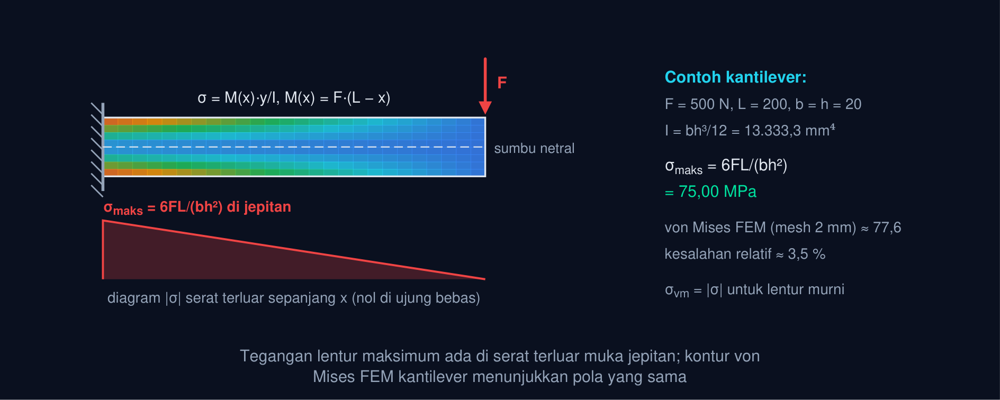 F
σ = M(x)·y/I, M(x) = F·(L − x)
sumbu netral
σmaks = 6FL/(bh²) di jepitan
diagram |σ| serat terluar sepanjang x (nol di ujung bebas)
Contoh kantilever:
F = 500 N, L = 200, b = h = 20
I = bh³/12 = 13.333,3 mm⁴
σmaks = 6FL/(bh²)
= 75,00 MPa
von Mises FEM (mesh 2 mm) ≈ 77,6
kesalahan relatif ≈ 3,5 %
σvm = |σ| untuk lentur murni
Tegangan lentur maksimum ada di serat terluar muka jepitan; kontur von
Mises FEM kantilever menunjukkan pola yang sama